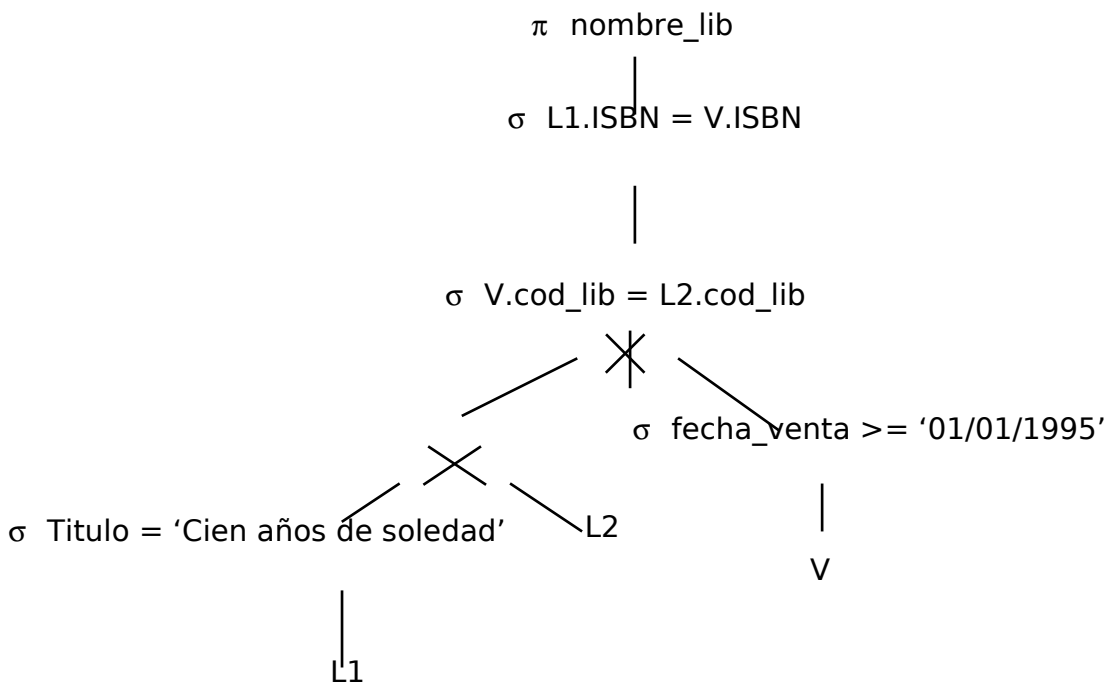 π nombre_lib
σ L1.ISBN = V.ISBN
σ V.cod_lib = L2.cod_lib
σ fecha_venta >= ‘01/01/1995’
σ Titulo = ‘Cien años de soledad’
L2
V
L1